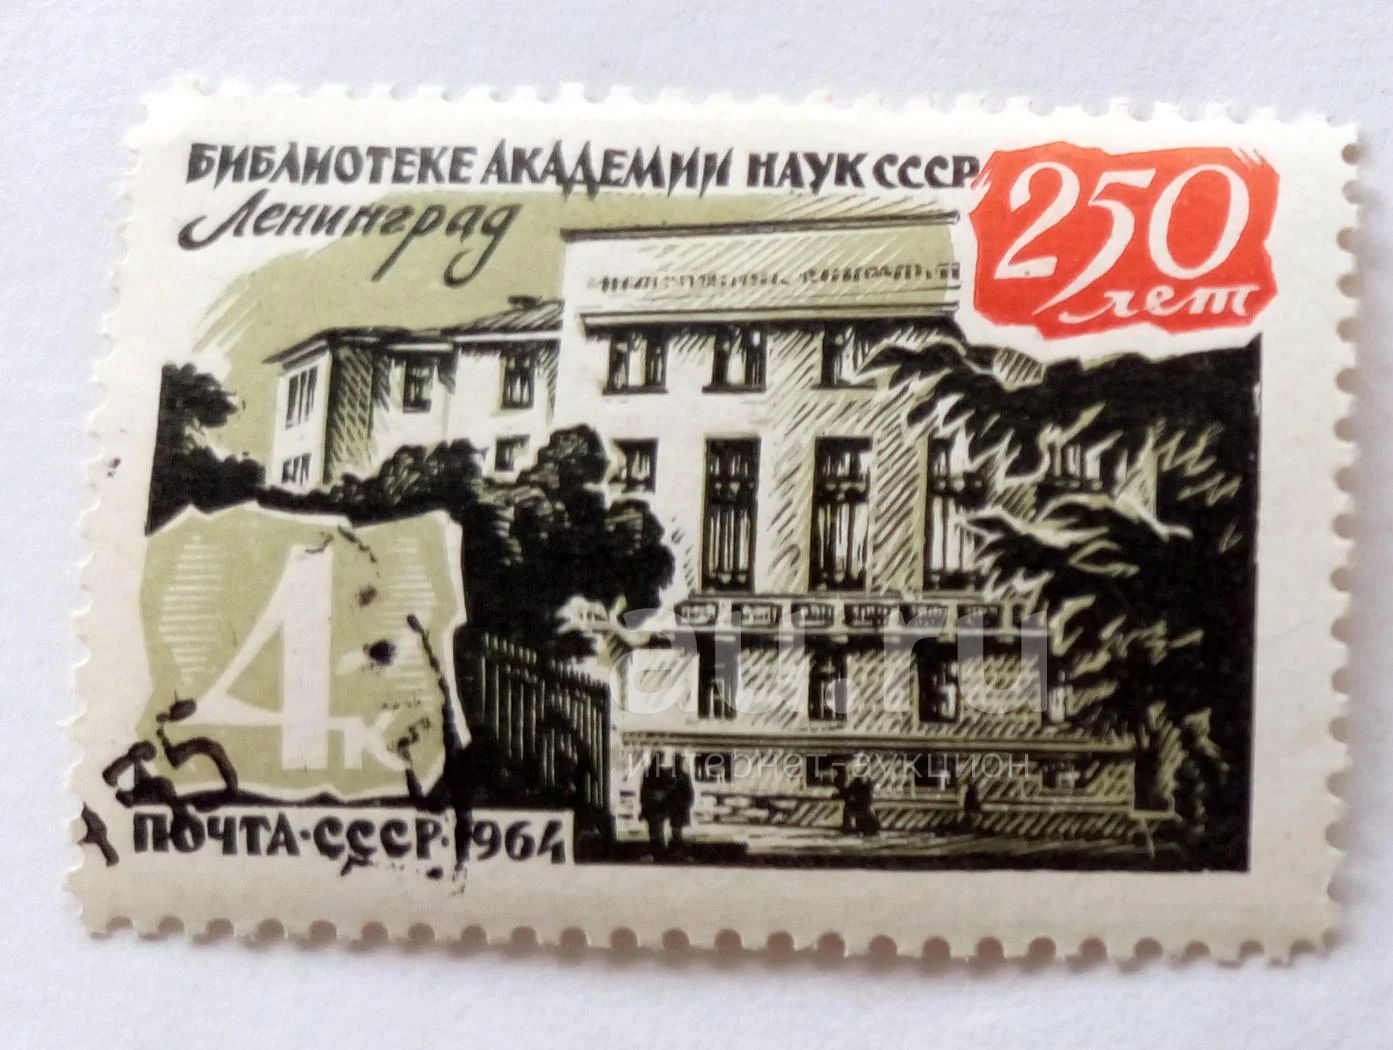 БИБЛИОТЕКЕ АКАДЕМИИ НАУК СССР
Ленинград
250
лет
4к
ПОЧТА·СССР·1964
au.ru
интернет-аукцион